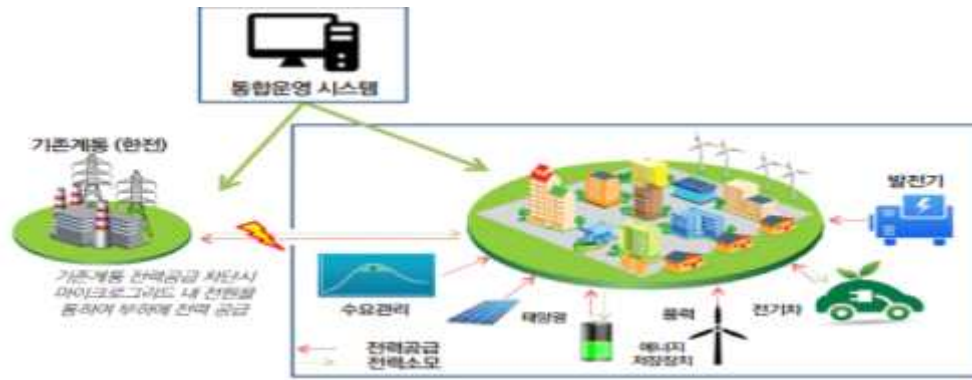 통합운영 시스템
기존계통 (한전)
발전기
기존계통 전력공급 차단시
마이크로그리드 내 전원을
통하여 부하에 전력 공급
수요관리
태양광
풍력
전기차
에너지
저장장치
전력공급
전력소모